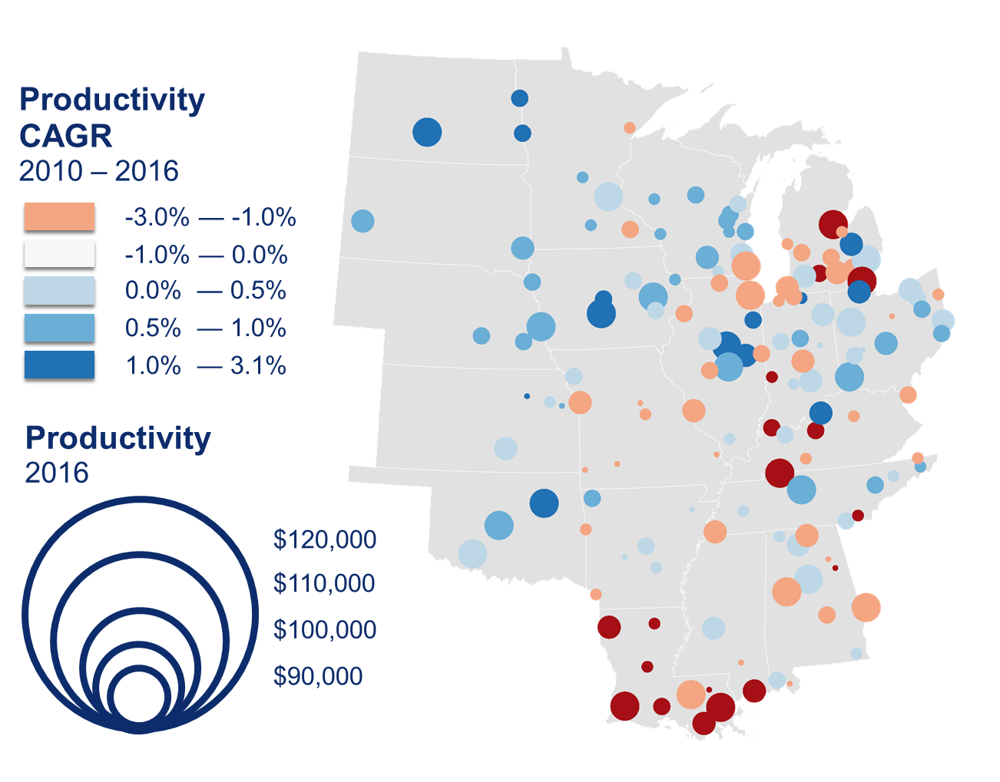 Productivity
CAGR
2010 – 2016
-3.0% — -1.0%
-1.0% — 0.0%
0.0% — 0.5%
0.5% — 1.0%
1.0% — 3.1%
Productivity
2016
$120,000
$110,000
$100,000
$90,000